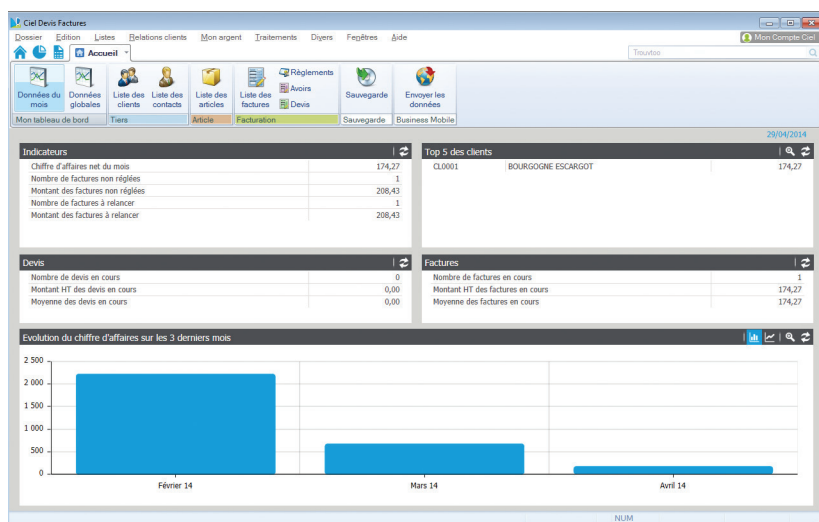 Ciel Devis Factures
Dossier Edition Listes Relations clients Mon argent Traitements Divers Fenêtres Aide
Mon Compte Ciel
Accueil
Trouvtoo
Données du mois
Données globales
Liste des clients
Liste des contacts
Liste des articles
Liste des factures
Règlements
Avoirs
Devis
Sauvegarde
Envoyer les données
Mon tableau de bord Tiers Article Facturation Sauvegarde Business Mobile
29/04/2014
Indicateurs
Chiffre d'affaires net du mois 174,27
Nombre de factures non réglées 1
Montant des factures non réglées 208,43
Nombre de factures à relancer 1
Montant des factures à relancer 208,43
Top 5 des clients
CL0001 BOURGOGNE ESCARGOT 174,27
Devis
Nombre de devis en cours 0
Montant HT des devis en cours 0,00
Moyenne des devis en cours 0,00
Factures
Nombre de factures en cours 1
Montant HT des factures en cours 174,27
Moyenne des factures en cours 174,27
Evolution du chiffre d'affaires sur les 3 derniers mois
2 500
2 000
1 500
1 000
500
0
Février 14 Mars 14 Avril 14
NUM